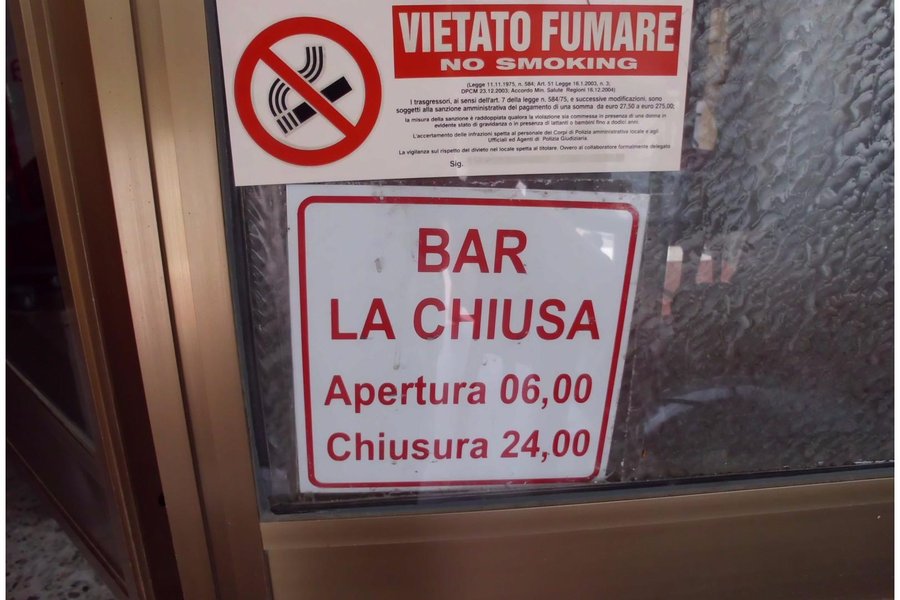 VIETATO FUMARE
NO SMOKING
(Legge 11.11.1975, n. 584; Art. 51 Legge 16.1.2003, n. 3;
DPCM 23.12.2003; Accordo Min. Salute Regioni 16.12.2004)
I trasgressori, ai sensi dell'art. 7 della legge n. 584/75, e successive modificazioni, sono
soggetti alla sanzione amministrativa del pagamento di una somma da euro 27,50 a euro 275,00;
la misura della sanzione è raddoppiata qualora la violazione sia commessa in presenza di una donna in
evidente stato di gravidanza o in presenza di lattanti o bambini fino a dodici anni.
L'accertamento delle infrazioni spetta al personale dei Corpi di Polizia amministrativa locale e agli
Ufficiali ed Agenti di Polizia Giudiziaria.
La vigilanza sul rispetto del divieto nel locale spetta al titolare. Ovvero al collaboratore formalmente delegato
Sig.
BAR
LA CHIUSA
Apertura 06,00
Chiusura 24,00